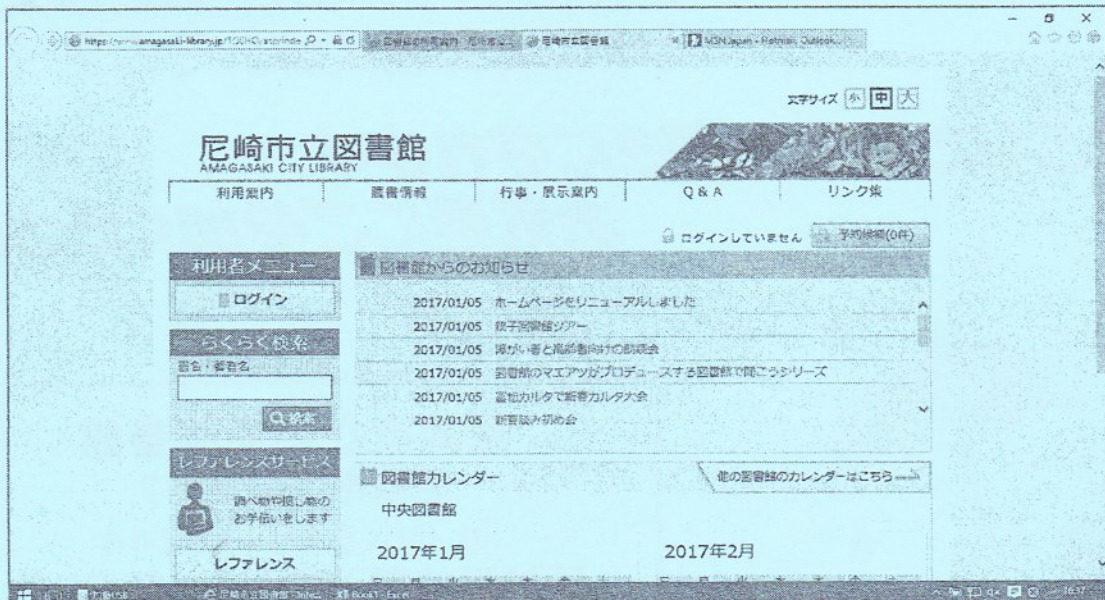 文字サイズ 小 中 大
尼崎市立図書館
AMAGASAKI CITY LIBRARY
利用案内 蔵書情報 行事・展示案内 Q & A リンク集
ログインしていません 予約候補(0件)
利用者メニュー
ログイン
らくらく検索
書名・著者名
検索
レファレンスサービス
調べ物や探し物の
お手伝いをします
レファレンス
図書館からのお知らせ
2017/01/05 ホームページをリニューアルしました
2017/01/05 親子図書館ツアー
2017/01/05 障がい者と高齢者向けの朗読会
2017/01/05 図書館のマエアツがプロデュースする図書館で聞こうシリーズ
2017/01/05 富松カルタで新春カルタ大会
2017/01/05 新春読み初め会
図書館カレンダー
他の図書館のカレンダーはこちら
中央図書館
2017年1月 2017年2月
尼崎市立図書館
Book1 - Excel
16:37